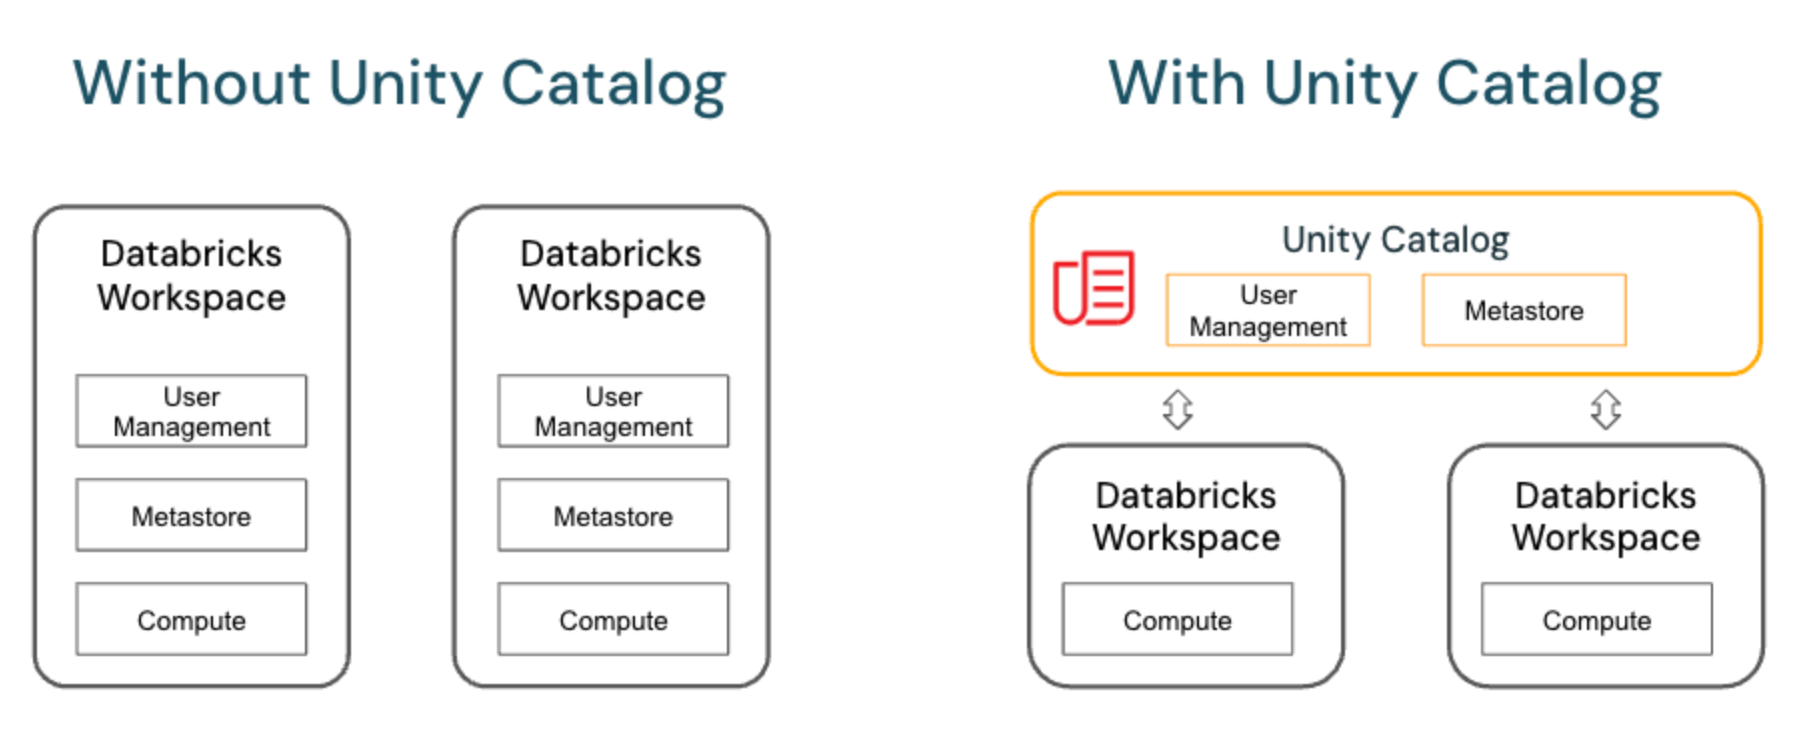 Without Unity Catalog
Databricks
Workspace
User
Management
Metastore
Compute
Databricks
Workspace
User
Management
Metastore
Compute
With Unity Catalog
Unity Catalog
User
Management
Metastore
Databricks
Workspace
Compute
Databricks
Workspace
Compute